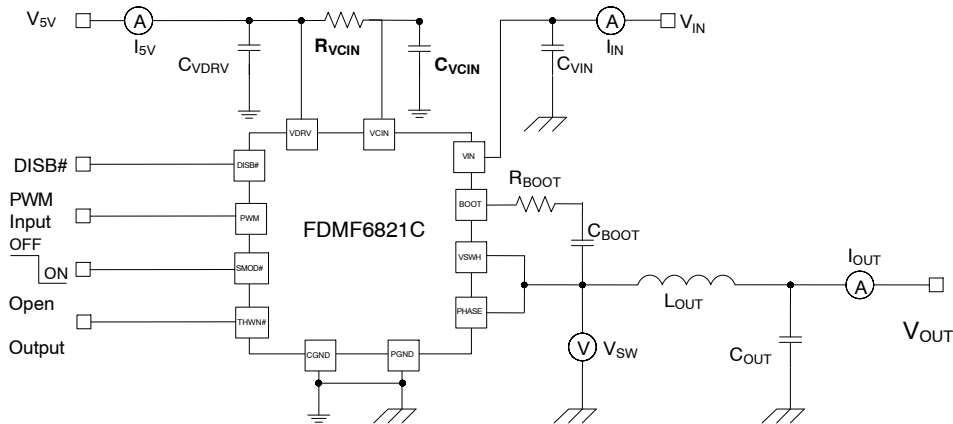 V5V
A
I5V
RVCIN
CVDRV
CVCIN
A
IIN
VIN
CVIN
VDRV
VCIN
DISB#
DISB#
VIN
PWM
Input
PWM
BOOT
RBOOT
CBOOT
FDMF6821C
OFF
ON
SMOD#
VSWH
IOUT
A
LOUT
Open
Output
THWN#
PHASE
VOUT
CGND
PGND
V
VSW
COUT